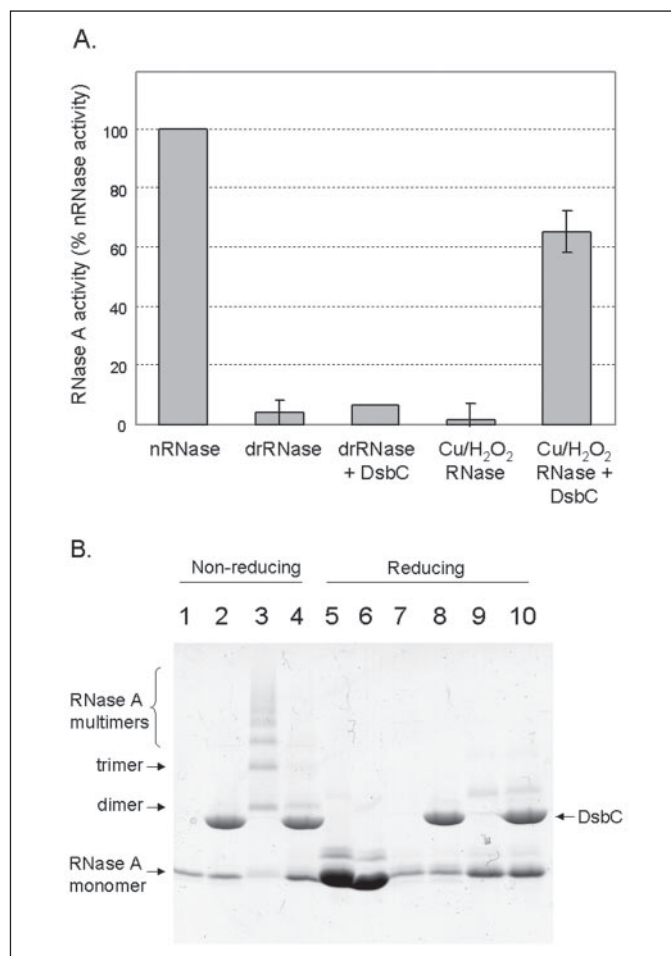 A.
RNase A activity (% nRNase activity)
100
80
60
40
20
0
nRNase
drRNase
drRNase
+ DsbC
Cu/H₂O₂
RNase
Cu/H₂O₂
RNase +
DsbC
B.
Non-reducing
Reducing
1 2 3 4 5 6 7 8 9 10
RNase A
multimers
trimer
dimer
RNase A
monomer
DsbC